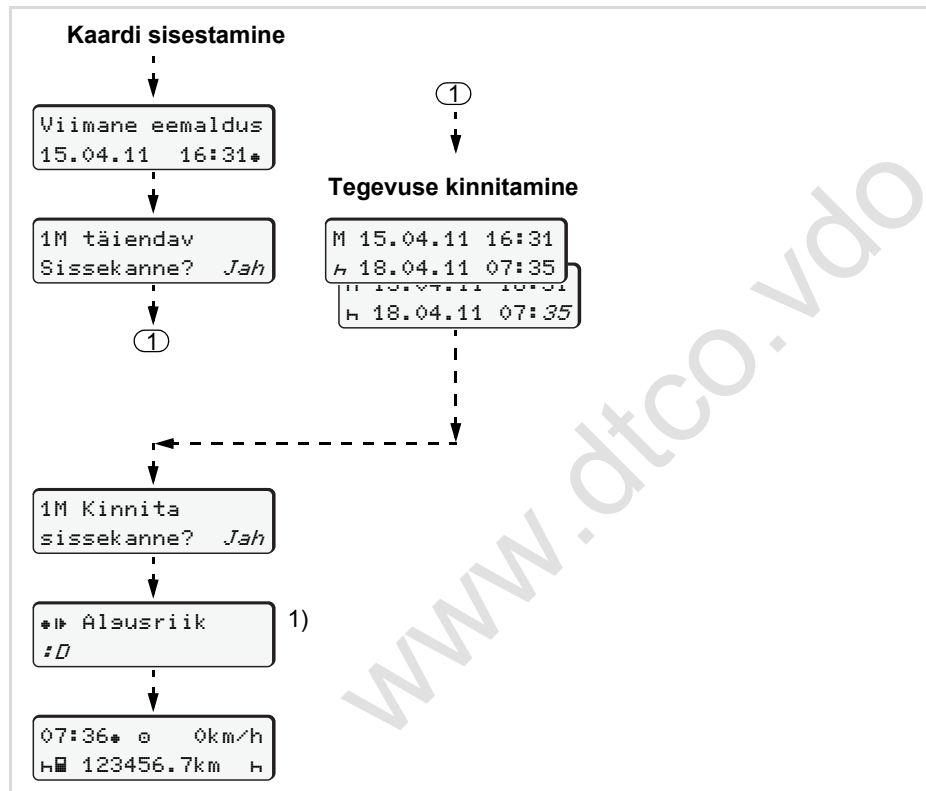 Kaardi sisestamine
Viimane eemaldus
15.04.11 16:31
1M täiendav
Sissekanne? Jah
1
1
Tegevuse kinnitamine
M 15.04.11 16:31
18.04.11 07:35
18.04.11 07:35
1M Kinnita
sissekanne? Jah
Algusriik
1)
:D
07:36 0km/h
123456.7km
www.dtco.vdo